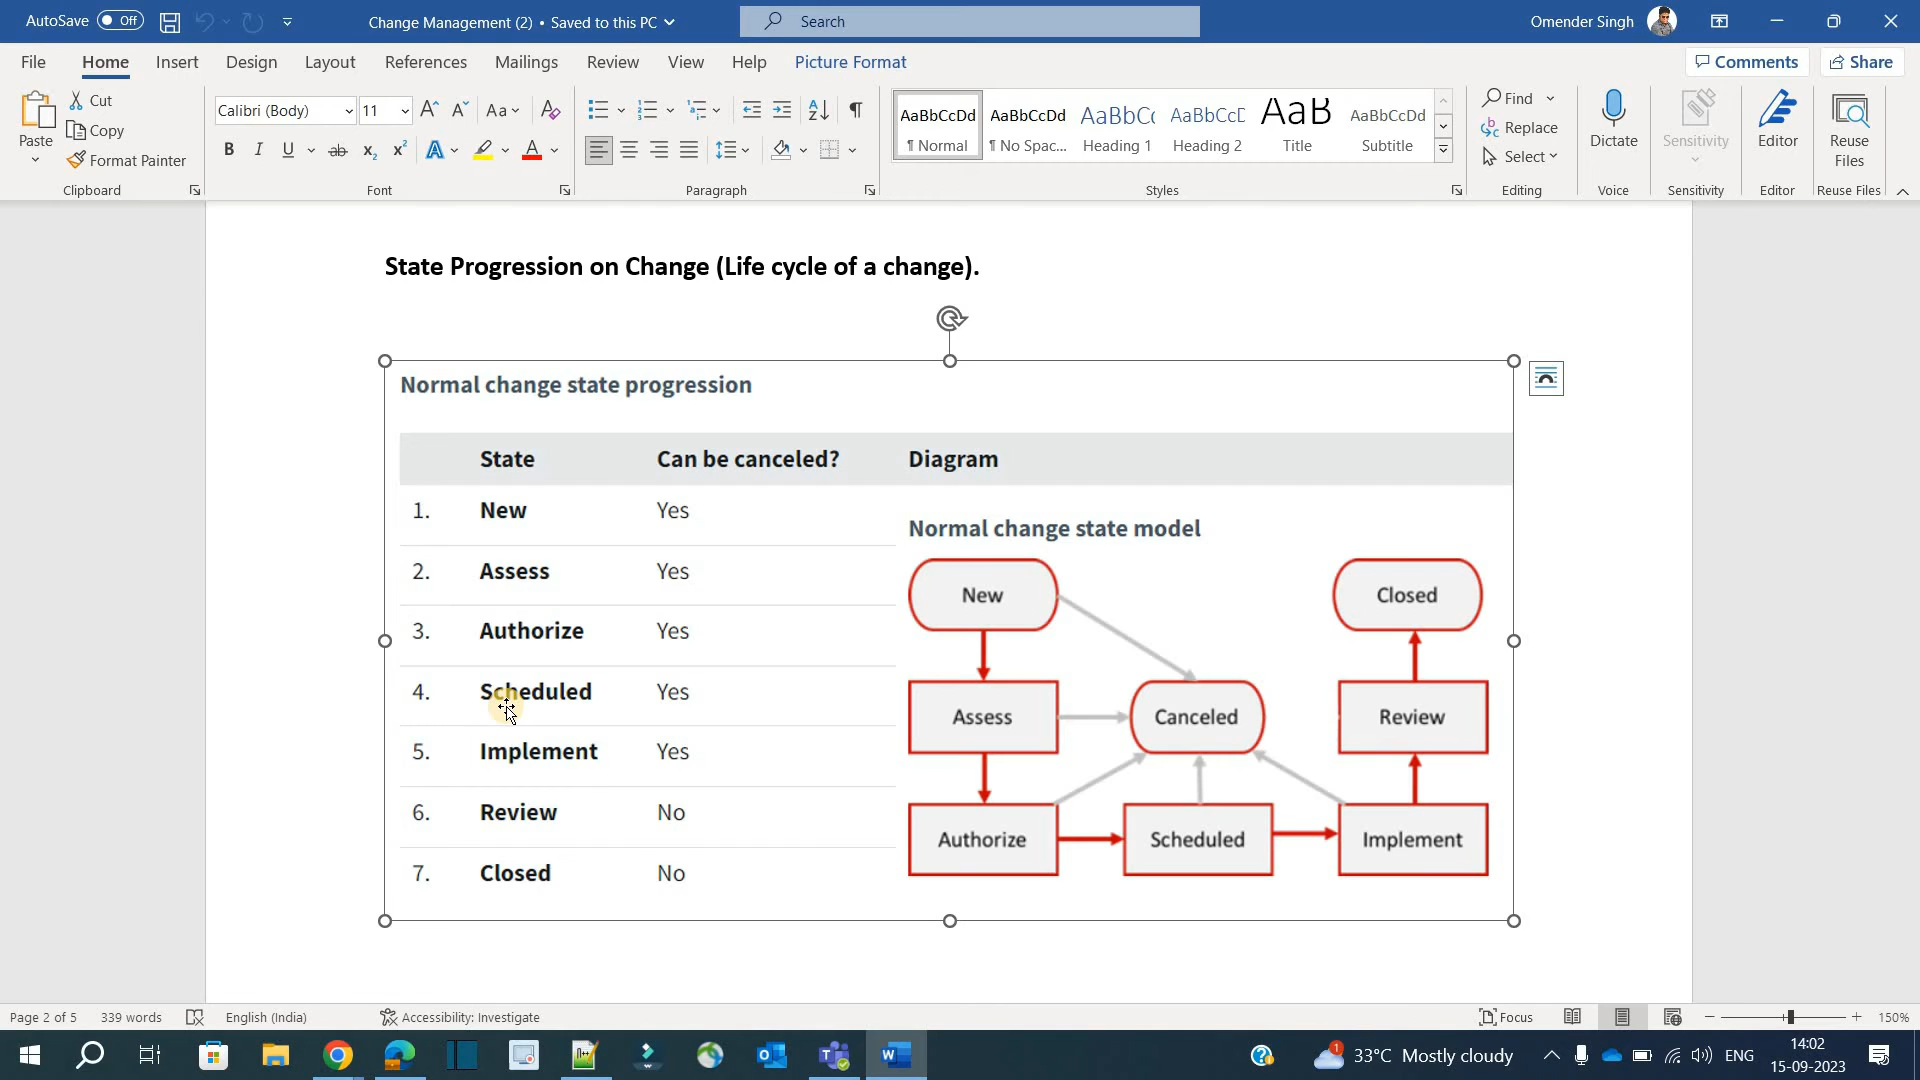 AutoSave Off Change Management (2) • Saved to this PC Search Omender Singh
File Home Insert Design Layout References Mailings Review View Help Picture Format Comments Share
Paste Cut Copy Format Painter
Clipboard
Calibri (Body) 11
Font
Paragraph
AaBbCcDd AaBbCcDd AaBbCc AaBbCcD AaB AaBbCcDd
¶ Normal ¶ No Spac... Heading 1 Heading 2 Title Subtitle
Styles
Find
Replace
Select
Editing
Dictate
Voice
Sensitivity
Sensitivity
Editor
Editor
Reuse Files
Reuse Files
State Progression on Change (Life cycle of a change).
Normal change state progression
State Can be canceled? Diagram
1. New Yes
2. Assess Yes
3. Authorize Yes
4. Scheduled Yes
5. Implement Yes
6. Review No
7. Closed No
Normal change state model
New Closed
Assess Canceled Review
Authorize Scheduled Implement
Page 2 of 5 339 words English (India) Accessibility: Investigate Focus 150%
1 33°C Mostly cloudy ENG 14:02
15-09-2023